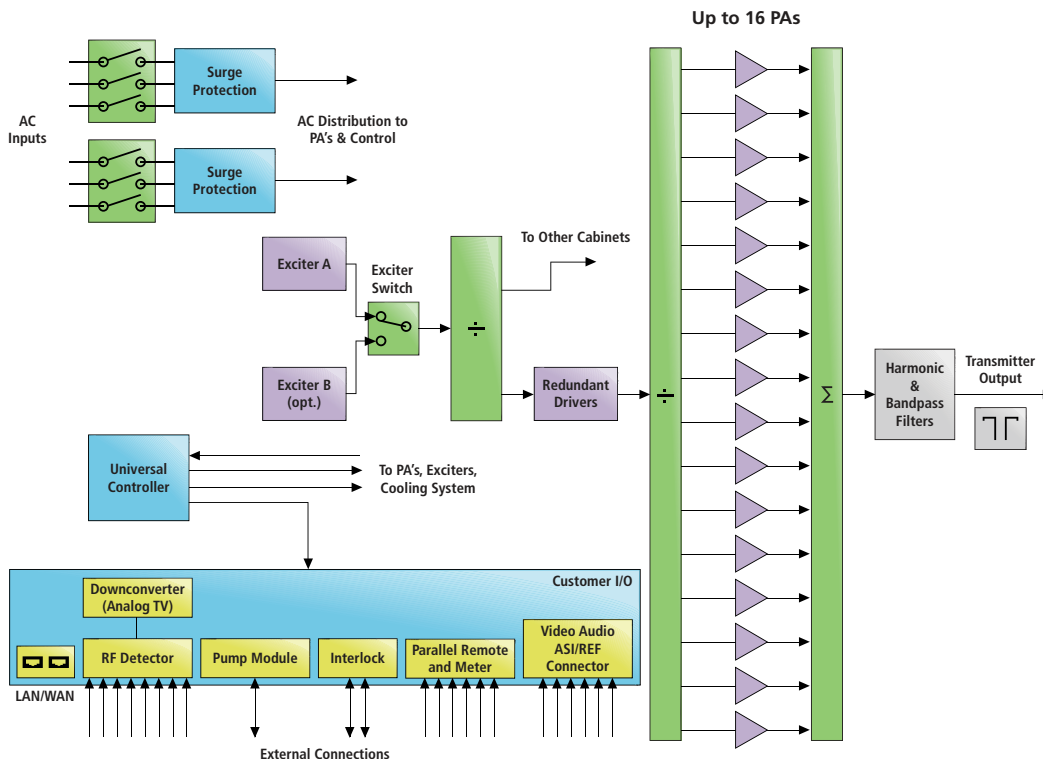 Up to 16 PAs
AC
Inputs
Surge
Protection
AC Distribution to
PA's & Control
Surge
Protection
To Other Cabinets
Exciter A
Exciter
Switch
÷
Exciter B
(opt.)
Redundant
Drivers
÷
Σ
Harmonic
&
Bandpass
Filters
Transmitter
Output
Universal
Controller
To PA's, Exciters,
Cooling System
Customer I/O
Downconverter
(Analog TV)
RF Detector
Pump Module
Interlock
Parallel Remote
and Meter
Video Audio
ASI/REF
Connector
LAN/WAN
External Connections